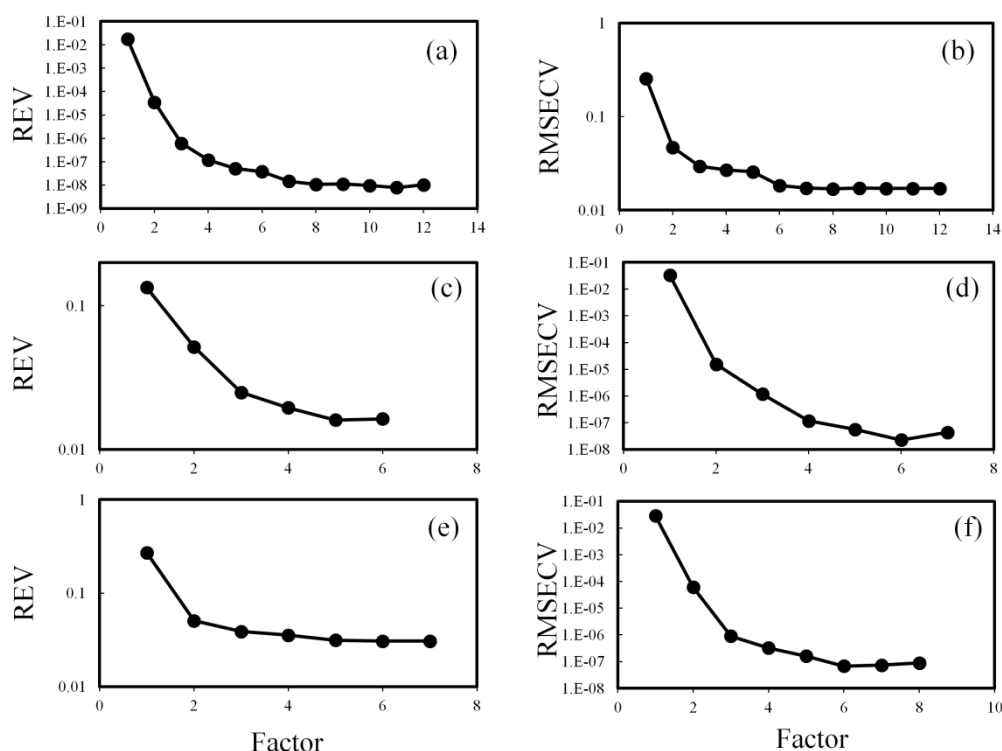 1.E-01
1.E-02
1.E-03
1.E-04
1.E-05
1.E-06
1.E-07
1.E-08
1.E-09
REV
(a)
0 2 4 6 8 10 12 14
1
0.1
0.01
RMSECV
(b)
0 2 4 6 8 10 12 14
0.1
0.01
REV
(c)
0 2 4 6 8
1.E-01
1.E-02
1.E-03
1.E-04
1.E-05
1.E-06
1.E-07
1.E-08
RMSECV
(d)
0 2 4 6 8
1
0.1
0.01
REV
(e)
0 2 4 6 8
Factor
1.E-01
1.E-02
1.E-03
1.E-04
1.E-05
1.E-06
1.E-07
1.E-08
RMSECV
(f)
0 2 4 6 8 10
Factor